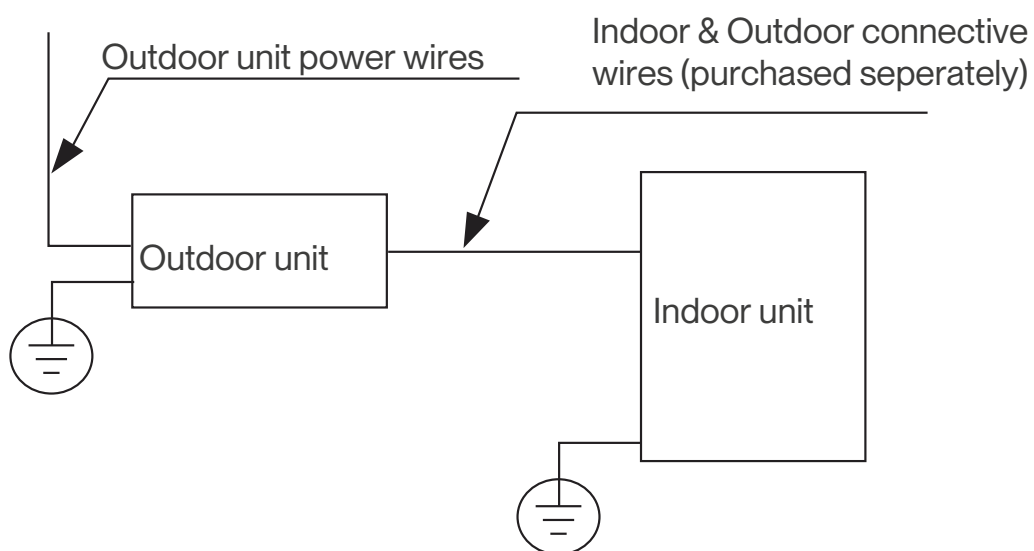 Outdoor unit power wires
Indoor & Outdoor connective
wires (purchased seperately)
Outdoor unit
Indoor unit